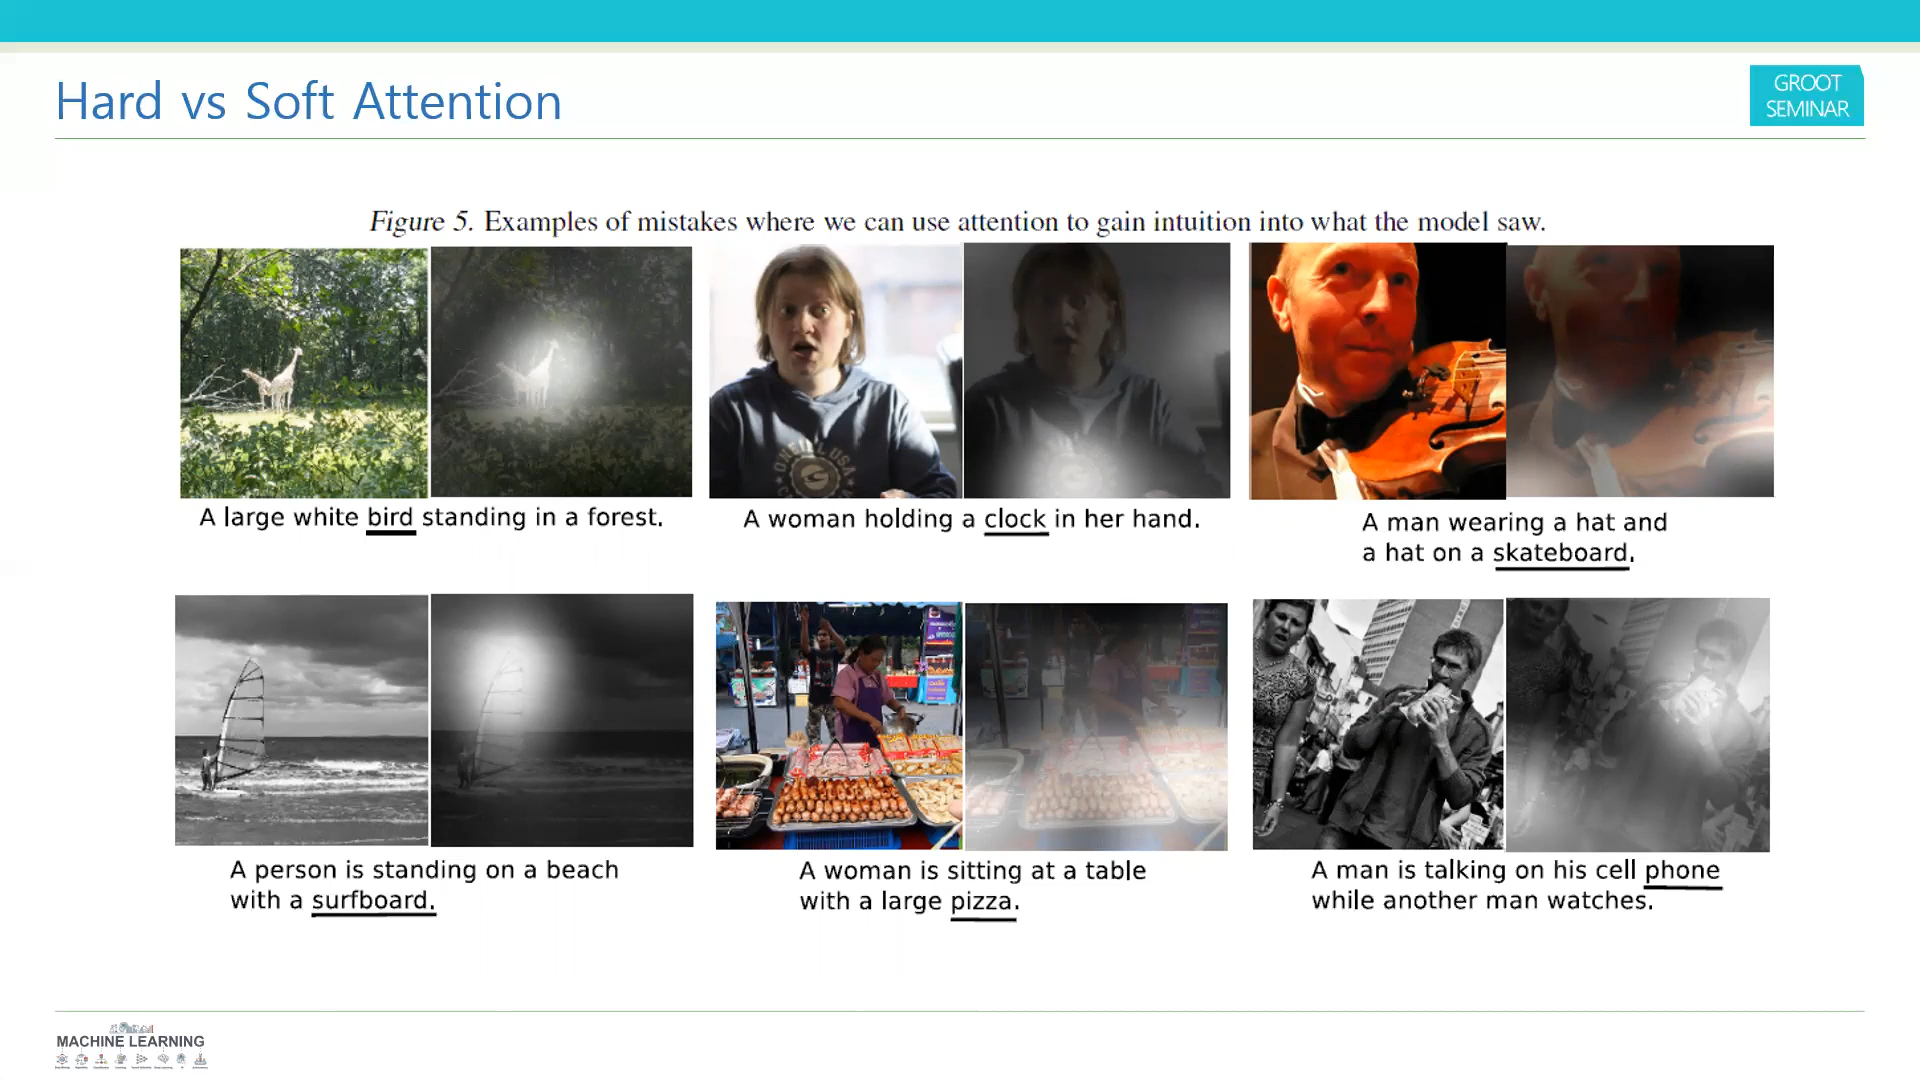 Hard vs Soft Attention
GROOT
SEMINAR
Figure 5. Examples of mistakes where we can use attention to gain intuition into what the model saw.
A large white bird standing in a forest.
A woman holding a clock in her hand.
A man wearing a hat and
a hat on a skateboard.
A person is standing on a beach
with a surfboard.
A woman is sitting at a table
with a large pizza.
A man is talking on his cell phone
while another man watches.
MACHINE LEARNING